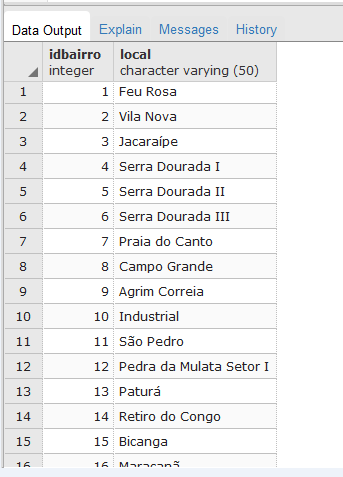 Data Output Explain Messages History
idbairro local
integer character varying (50)
1 1 Feu Rosa
2 2 Vila Nova
3 3 Jacaraípe
4 4 Serra Dourada I
5 5 Serra Dourada II
6 6 Serra Dourada III
7 7 Praia do Canto
8 8 Campo Grande
9 9 Agrim Correia
10 10 Industrial
11 11 São Pedro
12 12 Pedra da Mulata Setor I
13 13 Paturá
14 14 Retiro do Congo
15 15 Bicanga
16 16 Maracanã